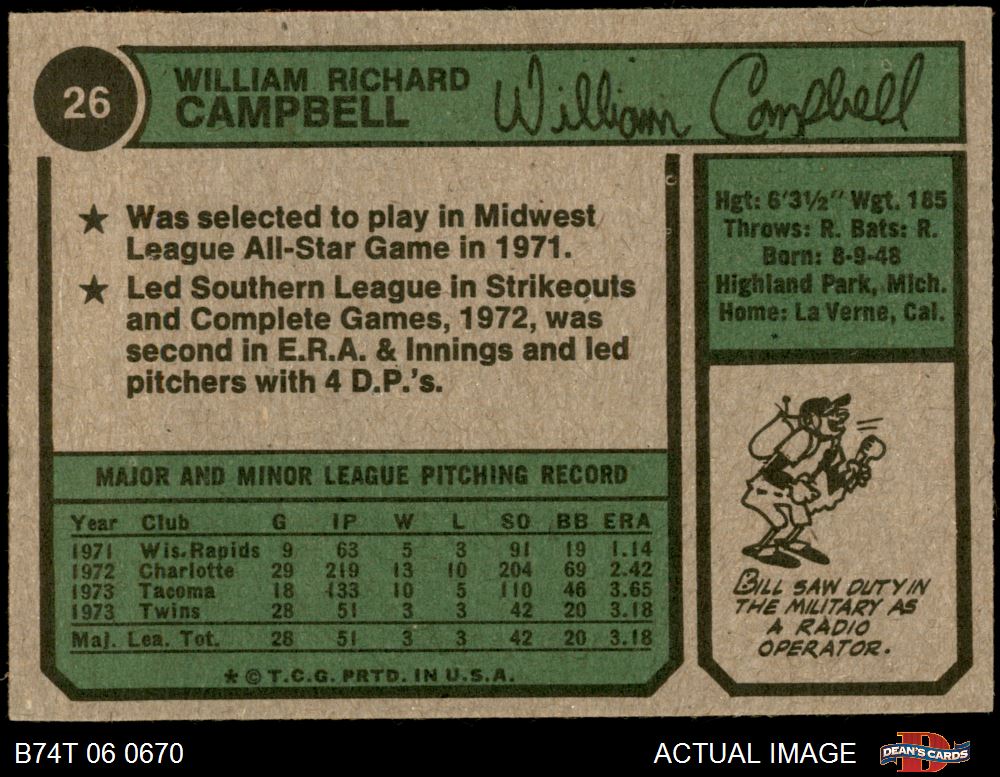 26
WILLIAM RICHARD
CAMPBELL
William Campbell
★ Was selected to play in Midwest
League All-Star Game in 1971.
★ Led Southern League in Strikeouts
and Complete Games, 1972, was
second in E.R.A. & Innings and led
pitchers with 4 D.P.'s.
Hgt: 6'3½" Wgt. 185
Throws: R. Bats: R.
Born: 8-9-48
Highland Park, Mich.
Home: La Verne, Cal.
MAJOR AND MINOR LEAGUE PITCHING RECORD
Year Club G IP W L SO BB ERA
1971 Wis. Rapids 9 63 5 3 91 19 1.14
1972 Charlotte 29 219 13 10 204 69 2.42
1973 Tacoma 18 133 10 5 110 46 3.65
1973 Twins 28 51 3 3 42 20 3.18
Maj. Lea. Tot. 28 51 3 3 42 20 3.18
★ © T.C.G. PRTD. IN U.S.A.
BILL SAW DUTY IN
THE MILITARY AS
A RADIO
OPERATOR.
B74T 06 0670
ACTUAL IMAGE
DEAN'S CARDS